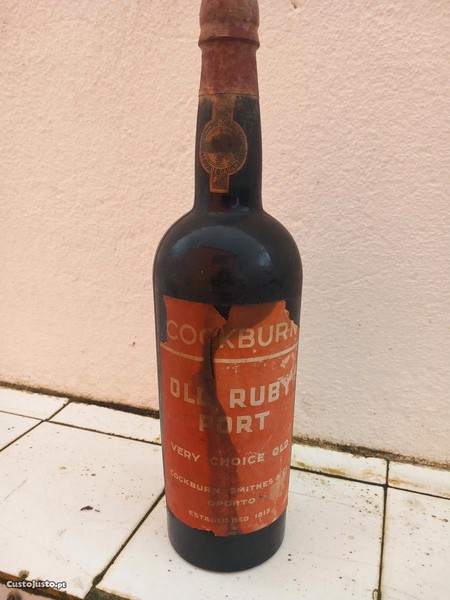 COCKBURN
OLD RUBY
PORT
VERY CHOICE OLD
COCKBURN SMITHES &
OPORTO
ESTABLISHED 1815
CustoJusto.pt